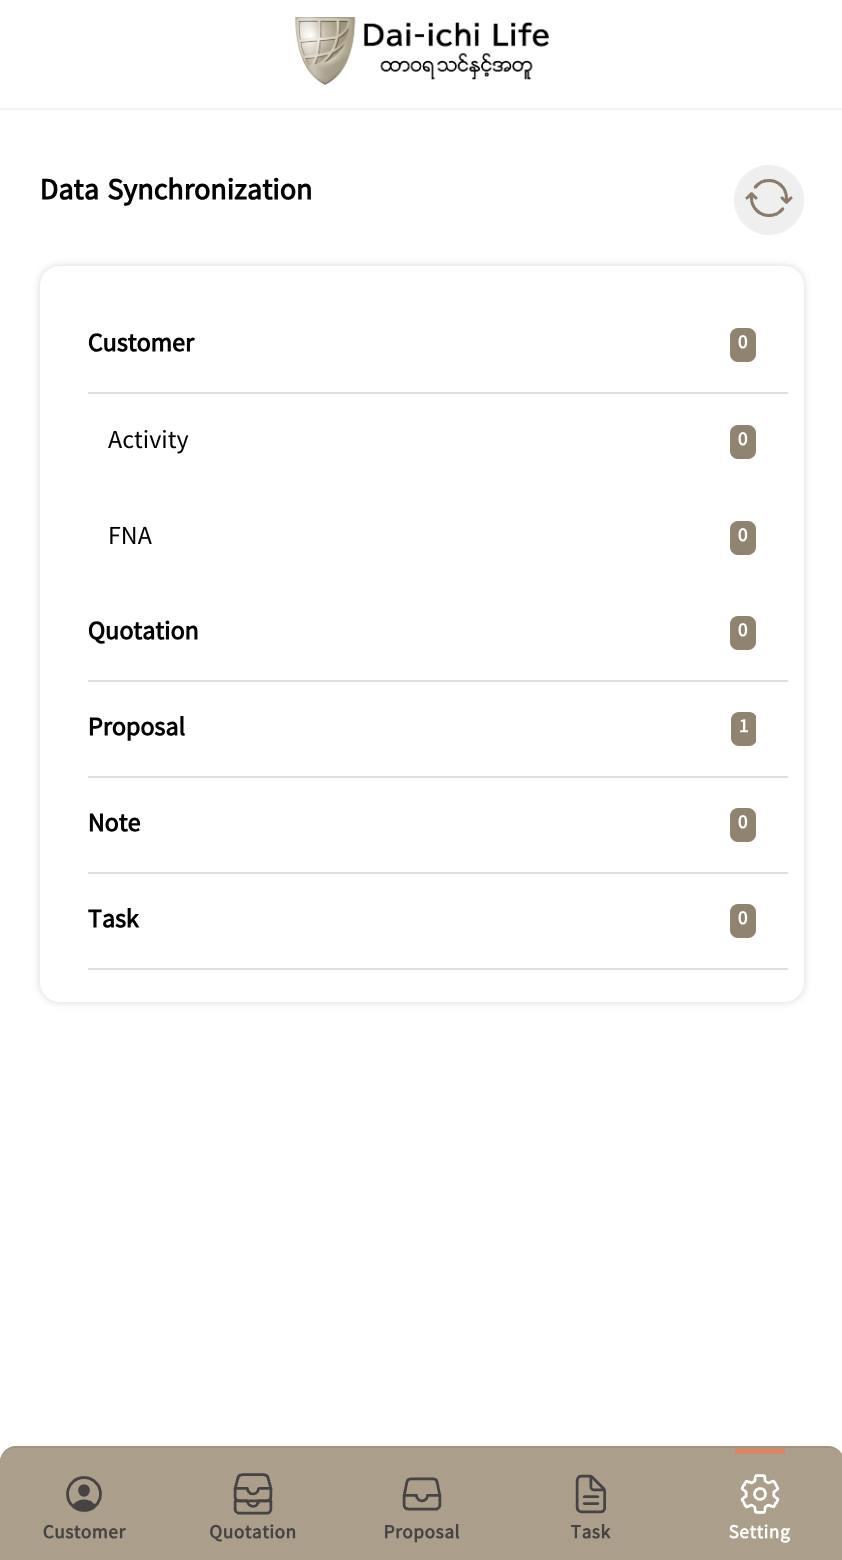 Dai-ichi Life
ထာဝရသင်နှင့်အတူ
Data Synchronization
Customer 0
Activity 0
FNA 0
Quotation 0
Proposal 1
Note 0
Task 0
Customer Quotation Proposal Task Setting